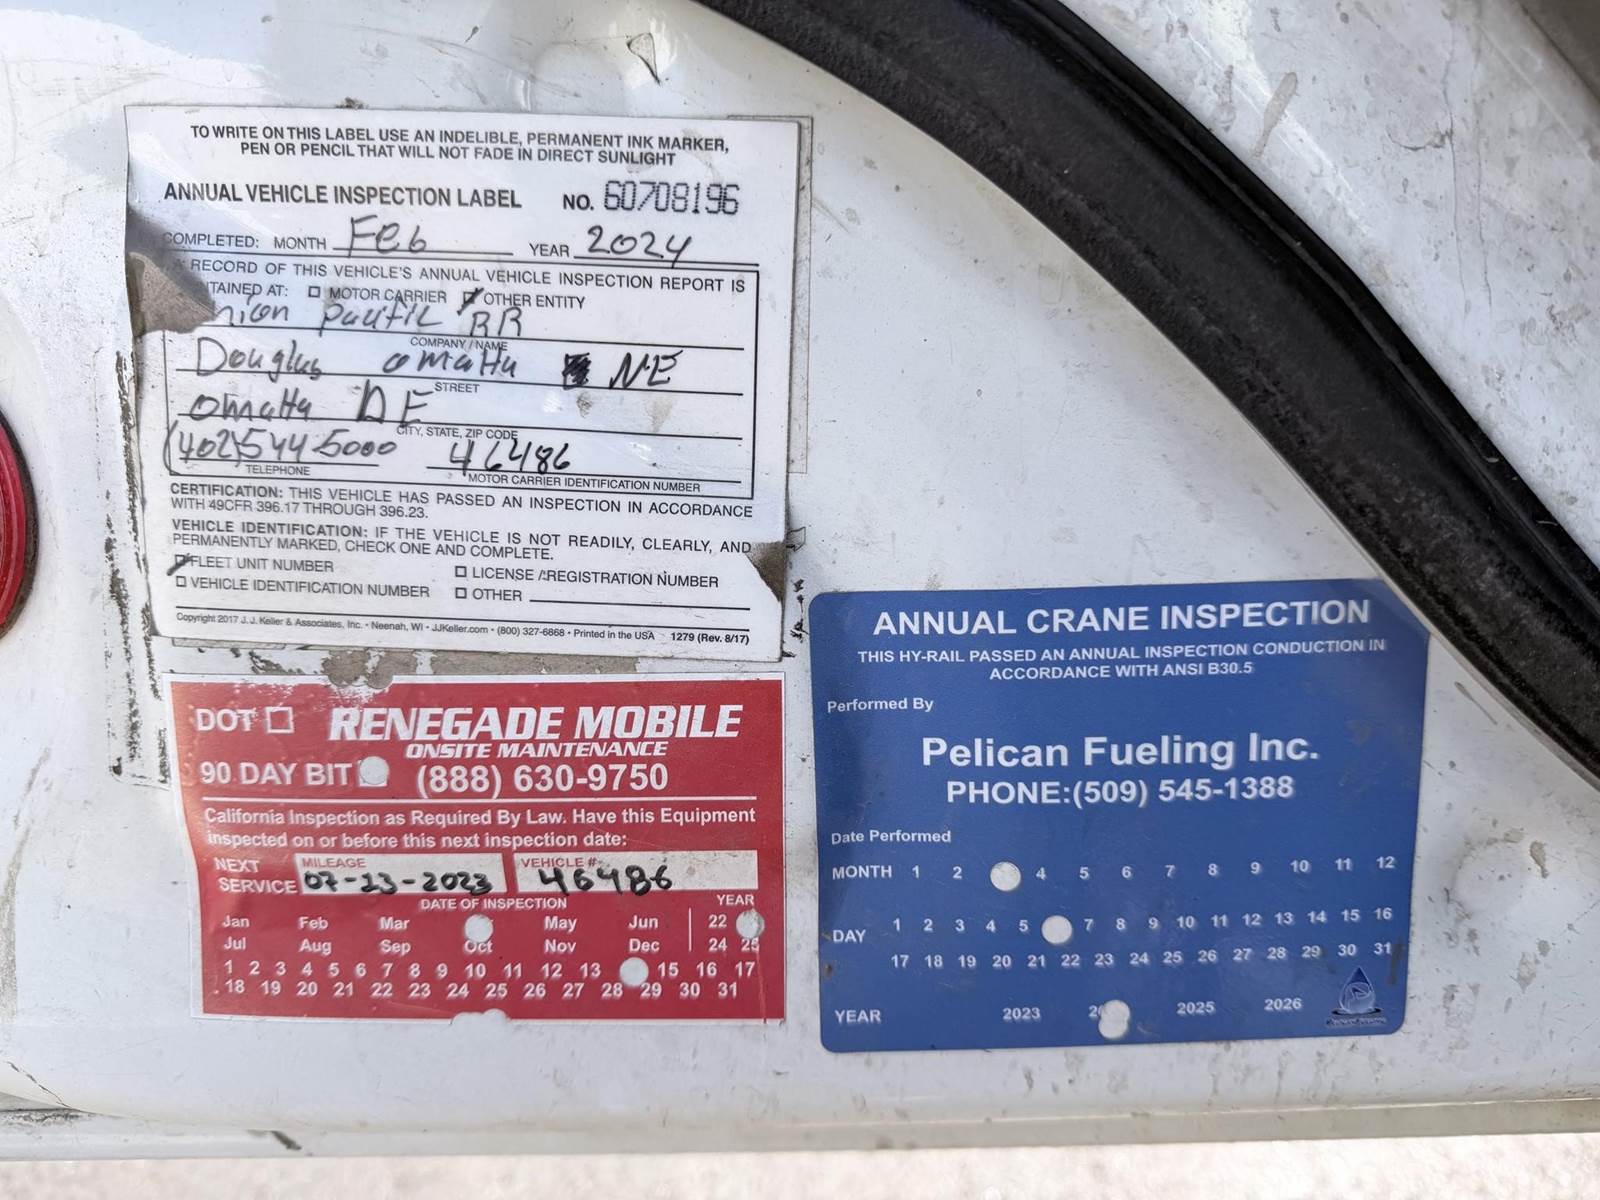 TO WRITE ON THIS LABEL USE AN INDELIBLE, PERMANENT INK MARKER,
PEN OR PENCIL THAT WILL NOT FADE IN DIRECT SUNLIGHT
ANNUAL VEHICLE INSPECTION LABEL NO. 60708196
COMPLETED: MONTH Feb YEAR 2024
RECORD OF THIS VEHICLE'S ANNUAL VEHICLE INSPECTION REPORT IS
TAINED AT: MOTOR CARRIER OTHER ENTITY
nion Pacific RR
COMPANY NAME
Douglus omaHa NE
STREET
omaHa DE
CITY, STATE, ZIP CODE
(402)544-5000 46486
TELEPHONE MOTOR CARRIER IDENTIFICATION NUMBER
CERTIFICATION: THIS VEHICLE HAS PASSED AN INSPECTION IN ACCORDANCE
WITH 49CFR 396.17 THROUGH 396.23.
VEHICLE IDENTIFICATION: IF THE VEHICLE IS NOT READILY, CLEARLY, AND
PERMANENTLY MARKED, CHECK ONE AND COMPLETE.
FLEET UNIT NUMBER LICENSE / REGISTRATION NUMBER
VEHICLE IDENTIFICATION NUMBER OTHER
Copyright 2017 J. J. Keller & Associates, Inc. • Neenah, WI • JJKeller.com • (800) 327-6868 • Printed in the USA 1279 (Rev. 8/17)
DOT RENEGADE MOBILE
ONSITE MAINTENANCE
90 DAY BIT (888) 630-9750
California Inspection as Required By Law. Have this Equipment
inspected on or before this next inspection date:
NEXT SERVICE MILEAGE 07-23-2023 VEHICLE # 46486
DATE OF INSPECTION YEAR
Jan Feb Mar May Jun 22
Jul Aug Sep Oct Nov Dec 24 25
1 2 3 4 5 6 7 8 9 10 11 12 13 15 16 17
18 19 20 21 22 23 24 25 26 27 28 29 30 31
ANNUAL CRANE INSPECTION
THIS HY-RAIL PASSED AN ANNUAL INSPECTION CONDUCTION IN
ACCORDANCE WITH ANSI B30.5
Performed By
Pelican Fueling Inc.
PHONE:(509) 545-1388
Date Performed
MONTH 1 2 4 5 6 7 8 9 10 11 12
DAY 1 2 3 4 5 7 8 9 10 11 12 13 14 15 16
17 18 19 20 21 22 23 24 25 26 27 28 29 30 31
YEAR 2023 2025 2026